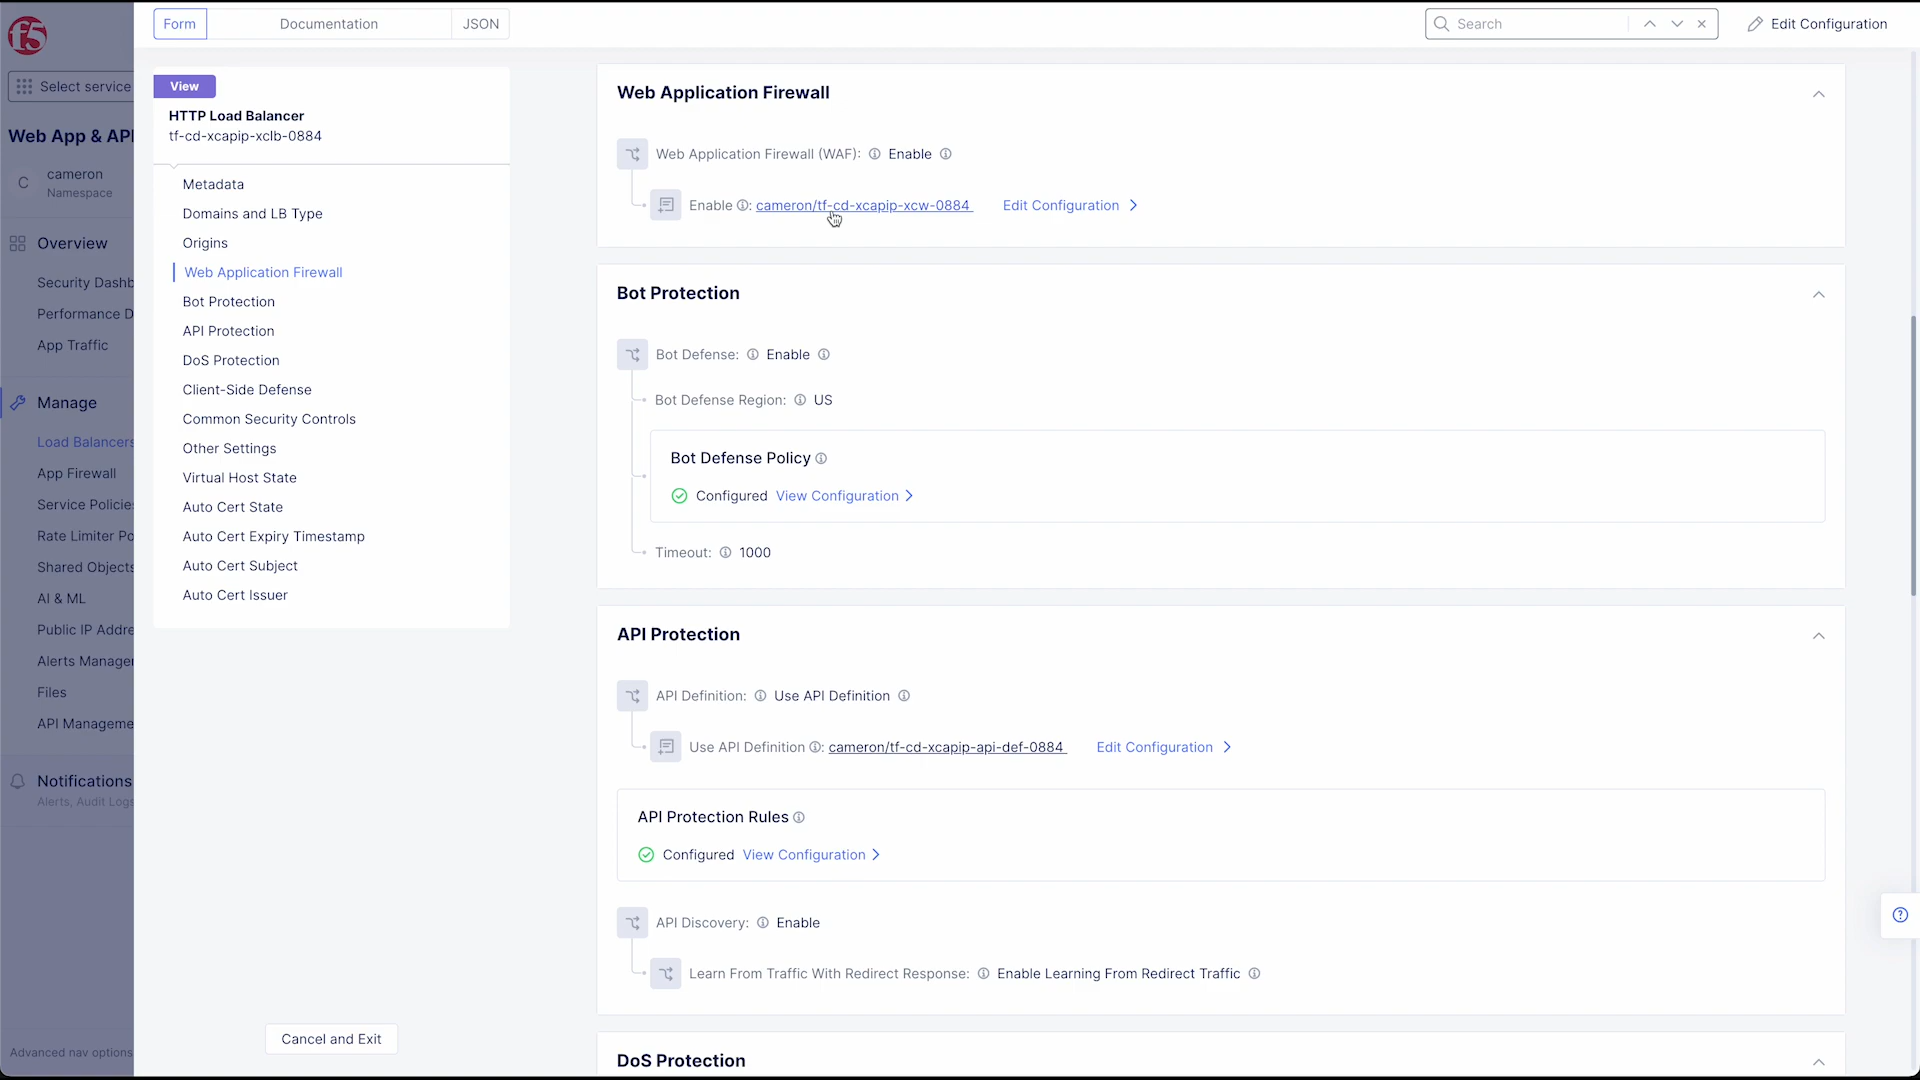 Form
Documentation
JSON
Search
Edit Configuration
f5
Select service
Web App & API
C
cameron
Namespace
Overview
Security Dashb
Performance D
App Traffic
Manage
Load Balancers
App Firewall
Service Policies
Rate Limiter Po
Shared Objects
AI & ML
Public IP Addre
Alerts Manager
Files
API Manageme
Notifications
Alerts, Audit Logs
Advanced nav options
View
HTTP Load Balancer
tf-cd-xcapip-xclb-0884
Metadata
Domains and LB Type
Origins
Web Application Firewall
Bot Protection
API Protection
DoS Protection
Client-Side Defense
Common Security Controls
Other Settings
Virtual Host State
Auto Cert State
Auto Cert Expiry Timestamp
Auto Cert Subject
Auto Cert Issuer
Cancel and Exit
Web Application Firewall
Web Application Firewall (WAF): Enable
Enable : cameron/tf-cd-xcapip-xcw-0884 Edit Configuration
Bot Protection
Bot Defense: Enable
Bot Defense Region: US
Bot Defense Policy
Configured View Configuration
Timeout: 1000
API Protection
API Definition: Use API Definition
Use API Definition : cameron/tf-cd-xcapip-api-def-0884 Edit Configuration
API Protection Rules
Configured View Configuration
API Discovery: Enable
Learn From Traffic With Redirect Response: Enable Learning From Redirect Traffic
DoS Protection